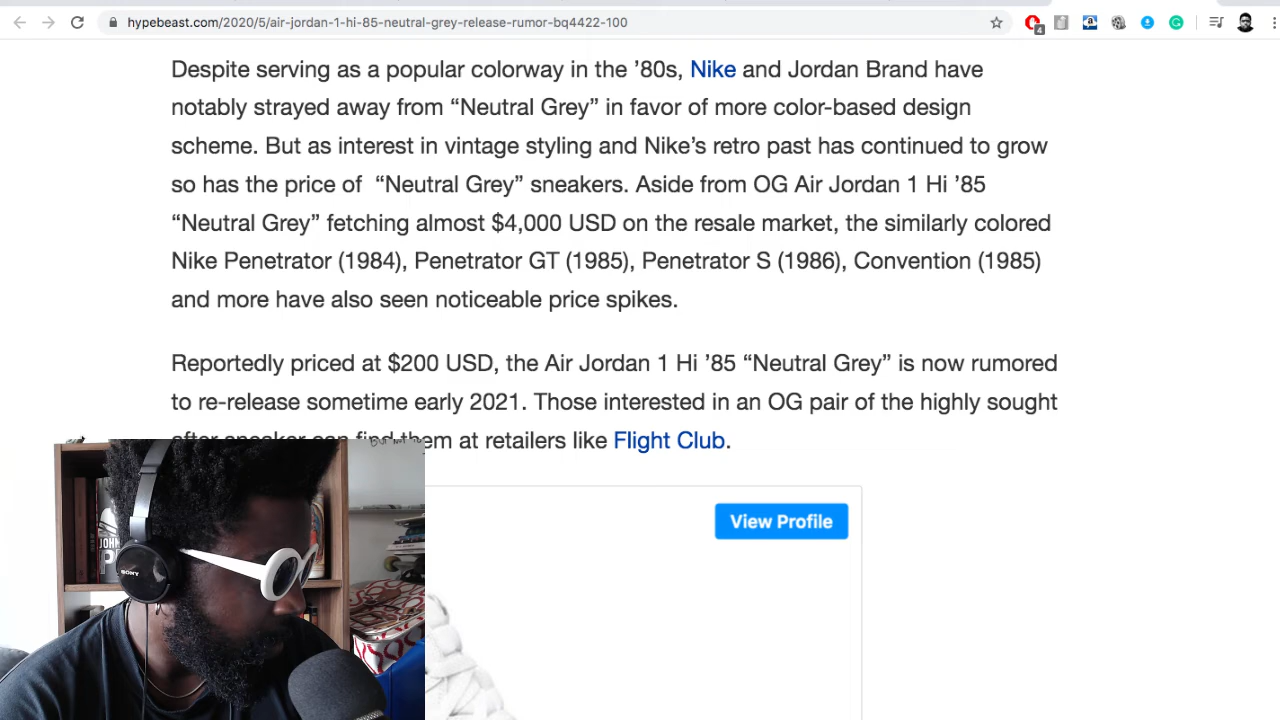 hypebeast.com/2020/5/air-jordan-1-hi-85-neutral-grey-release-rumor-bq4422-100
4
Despite serving as a popular colorway in the ’80s, Nike and Jordan Brand have
notably strayed away from “Neutral Grey” in favor of more color-based design
scheme. But as interest in vintage styling and Nike’s retro past has continued to grow
so has the price of “Neutral Grey” sneakers. Aside from OG Air Jordan 1 Hi ’85
“Neutral Grey” fetching almost $4,000 USD on the resale market, the similarly colored
Nike Penetrator (1984), Penetrator GT (1985), Penetrator S (1986), Convention (1985)
and more have also seen noticeable price spikes.
Reportedly priced at $200 USD, the Air Jordan 1 Hi ’85 “Neutral Grey” is now rumored
to re-release sometime early 2021. Those interested in an OG pair of the highly sought
after sneaker can find them at retailers like Flight Club.
View Profile
JOHN
SONY